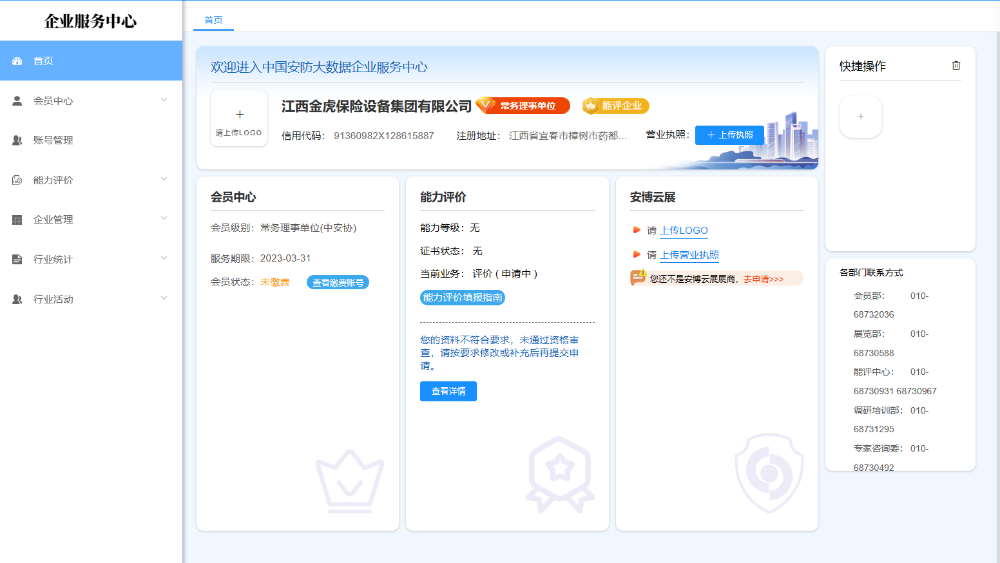 企业服务中心
首页
首页
会员中心
账号管理
能力评价
企业管理
行业统计
行业活动
欢迎进入中国安防大数据企业服务中心
+
请上传LOGO
江西金虎保险设备集团有限公司 常务理事单位 能评企业
信用代码： 91360982X128615887 注册地址： 江西省宜春市樟树市药都... 营业执照： + 上传执照
会员中心
会员级别：常务理事单位(中安协)
服务期限：2023-03-31
会员状态：未缴费 查看缴费账号
能力评价
能力等级：无
证书状态： 无
当前业务： 评价 ( 申请中 )
能力评价填报指南
您的资料不符合要求，未通过资格审
查，请按要求修改或补充后再提交申
请。
查看详情
安博云展
请 上传LOGO
请 上传营业执照
您还不是安博云展展商，去申请>>>
快捷操作
+
各部门联系方式
会员部： 010-
68732036
展览部： 010-
68730588
能评中心： 010-
68730931 68730967
调研培训部： 010-
68731295
专家咨询委： 010-
68730492